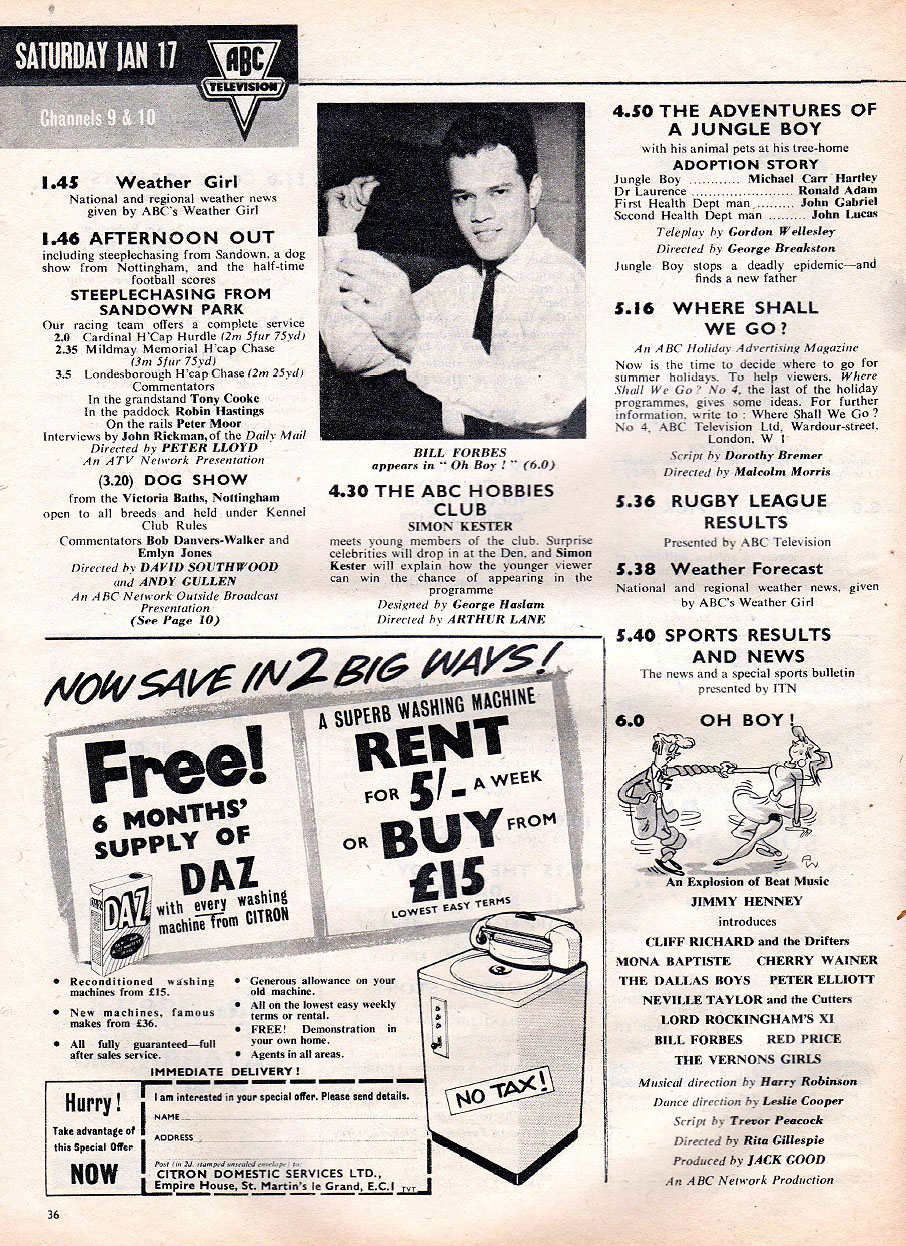 SATURDAY JAN 17
ABC
TELEVISION
Channels 9 & 10
1.45 Weather Girl
National and regional weather news
given by ABC's Weather Girl
1.46 AFTERNOON OUT
including steeplechasing from Sandown, a dog
show from Nottingham, and the half-time
football scores
STEEPLECHASING FROM
SANDOWN PARK
Our racing team offers a complete service
2.0 Cardinal H'Cap Hurdle (2m 5fur 75yd)
2.35 Mildmay Memorial H'cap Chase
(3m 5fur 75yd)
3.5 Londesborough H'cap Chase (2m 25yd)
Commentators
In the grandstand Tony Cooke
In the paddock Robin Hastings
On the rails Peter Moor
Interviews by John Rickman, of the Daily Mail
Directed by PETER LLOYD
An ATV Network Presentation
(3.20) DOG SHOW
from the Victoria Baths, Nottingham
open to all breeds and held under Kennel
Club Rules
Commentators Bob Danvers-Walker and
Emlyn Jones
Directed by DAVID SOUTHWOOD
and ANDY GULLEN
An ABC Network Outside Broadcast
Presentation
(See Page 10)
BILL FORBES
appears in " Oh Boy ! " (6.0)
4.30 THE ABC HOBBIES
CLUB
SIMON KESTER
meets young members of the club. Surprise
celebrities will drop in at the Den, and Simon
Kester will explain how the younger viewer
can win the chance of appearing in the
programme
Designed by George Haslam
Directed by ARTHUR LANE
4.50 THE ADVENTURES OF
A JUNGLE BOY
with his animal pets at his tree-home
ADOPTION STORY
Jungle Boy ............ Michael Carr Hartley
Dr Laurence ....................... Ronald Adam
First Health Dept man ......... John Gabriel
Second Health Dept man ......... John Lucas
Teleplay by Gordon Wellesley
Directed by George Breakston
Jungle Boy stops a deadly epidemic—and
finds a new father
5.16 WHERE SHALL
WE GO?
An ABC Holiday Advertising Magazine
Now is the time to decide where to go for
summer holidays. To help viewers, Where
Shall We Go? No 4, the last of the holiday
programmes, gives some ideas. For further
information, write to : Where Shall We Go ?
No 4, ABC Television Ltd, Wardour-street,
London, W 1
Script by Dorothy Bremer
Directed by Malcolm Morris
5.36 RUGBY LEAGUE
RESULTS
Presented by ABC Television
5.38 Weather Forecast
National and regional weather news, given
by ABC's Weather Girl
5.40 SPORTS RESULTS
AND NEWS
The news and a special sports bulletin
presented by ITN
6.0 OH BOY!
An Explosion of Beat Music
JIMMY HENNEY
introduces
CLIFF RICHARD and the Drifters
MONA BAPTISTE CHERRY WAINER
THE DALLAS BOYS PETER ELLIOTT
NEVILLE TAYLOR and the Cutters
LORD ROCKINGHAM'S XI
BILL FORBES RED PRICE
THE VERNONS GIRLS
Musical direction by Harry Robinson
Dance direction by Leslie Cooper
Script by Trevor Peacock
Directed by Rita Gillespie
Produced by JACK GOOD
An ABC Network Production
NOW SAVE IN 2 BIG WAYS!
Free!
6 MONTHS'
SUPPLY OF
DAZ
with every washing
machine from CITRON
DAZ
A SUPERB WASHING MACHINE
RENT
FOR 5/- A WEEK
OR BUY FROM
£15
LOWEST EASY TERMS
• Reconditioned washing
machines from £15.
• New machines, famous
makes from £36.
• All fully guaranteed—full
after sales service.
• Generous allowance on your
old machine.
• All on the lowest easy weekly
terms or rental.
• FREE! Demonstration in
your own home.
• Agents in all areas.
IMMEDIATE DELIVERY!
NO TAX!
Hurry!
Take advantage of
this Special Offer
NOW
I am interested in your special offer. Please send details.
NAME
ADDRESS
Post (in 2d. stamped unsealed envelope) to:
CITRON DOMESTIC SERVICES LTD.,
Empire House, St. Martin's le Grand, E.C.1 TVT
36